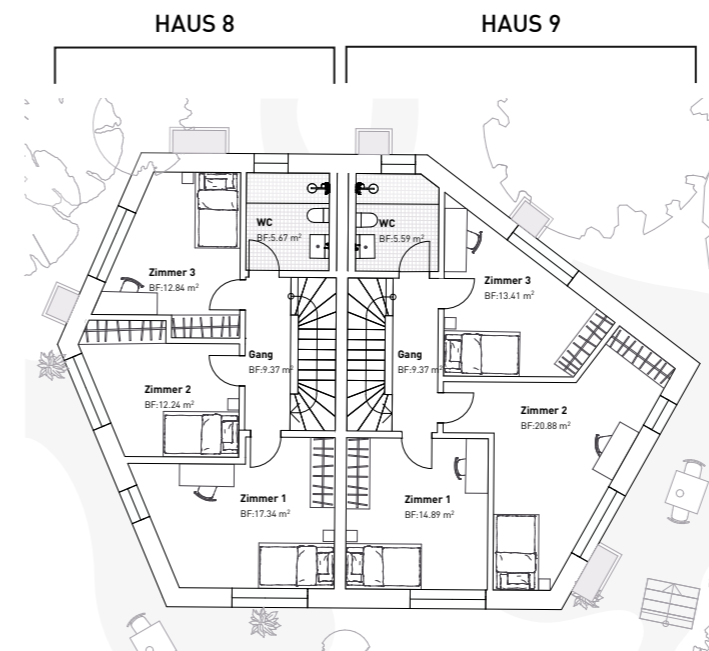 HAUS 8
HAUS 9
WC
BF:5.67 m²
WC
BF:5.59 m²
Zimmer 3
BF:12.84 m²
Zimmer 3
BF:13.41 m²
Gang
BF:9.37 m²
Gang
BF:9.37 m²
Zimmer 2
BF:12.24 m²
Zimmer 2
BF:20.88 m²
Zimmer 1
BF:17.34 m²
Zimmer 1
BF:14.89 m²